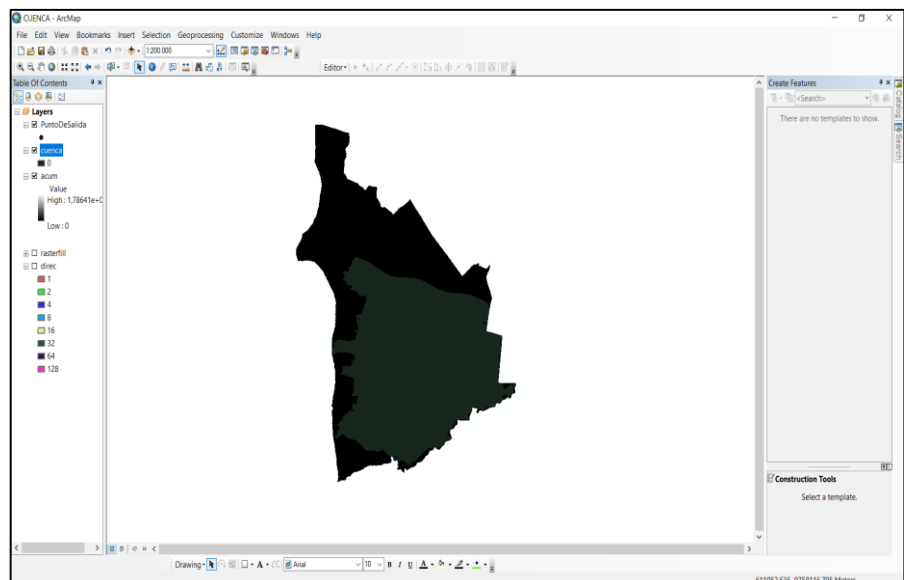 CUENCA - ArcMap
File Edit View Bookmarks Insert Selection Geoprocessing Customize Windows Help
1:200.000
Editor
Table Of Contents
Layers
PuntoDeSalida
cuenca
0
acum
Value
High : 1,78641e+0
Low : 0
rasterfill
direc
1
2
4
8
16
32
64
128
Create Features
<Search>
There are no templates to show.
Construction Tools
Select a template.
Catalog
Search
Drawing
Arial
10
B I U A